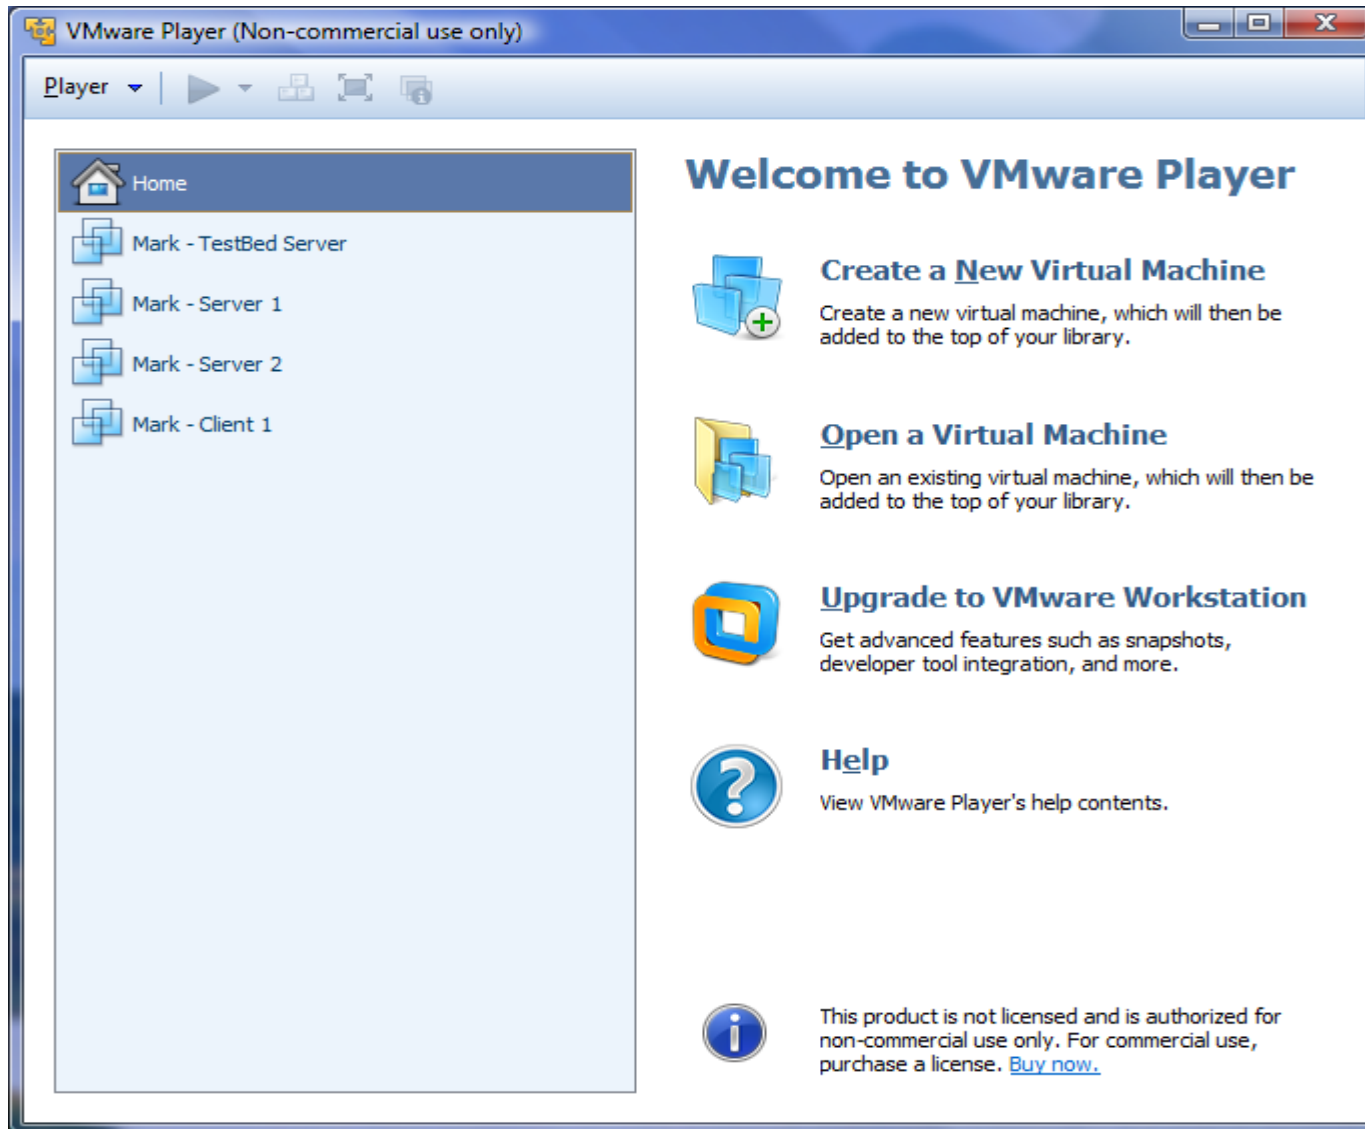 VMware Player (Non-commercial use only)
Player
Home
Mark - TestBed Server
Mark - Server 1
Mark - Server 2
Mark - Client 1
Welcome to VMware Player
Create a New Virtual Machine
Create a new virtual machine, which will then be
added to the top of your library.
Open a Virtual Machine
Open an existing virtual machine, which will then be
added to the top of your library.
Upgrade to VMware Workstation
Get advanced features such as snapshots,
developer tool integration, and more.
Help
View VMware Player's help contents.
This product is not licensed and is authorized for
non-commercial use only. For commercial use,
purchase a license. Buy now.